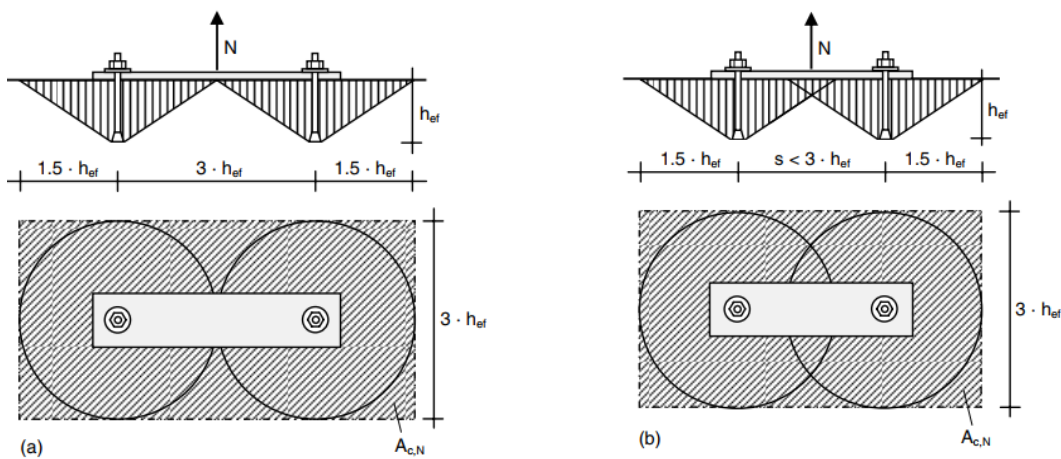 N
h_ef
1.5 · h_ef
3 · h_ef
1.5 · h_ef
3 · h_ef
A_c,N
(a)
N
h_ef
1.5 · h_ef
s < 3 · h_ef
1.5 · h_ef
3 · h_ef
A_c,N
(b)